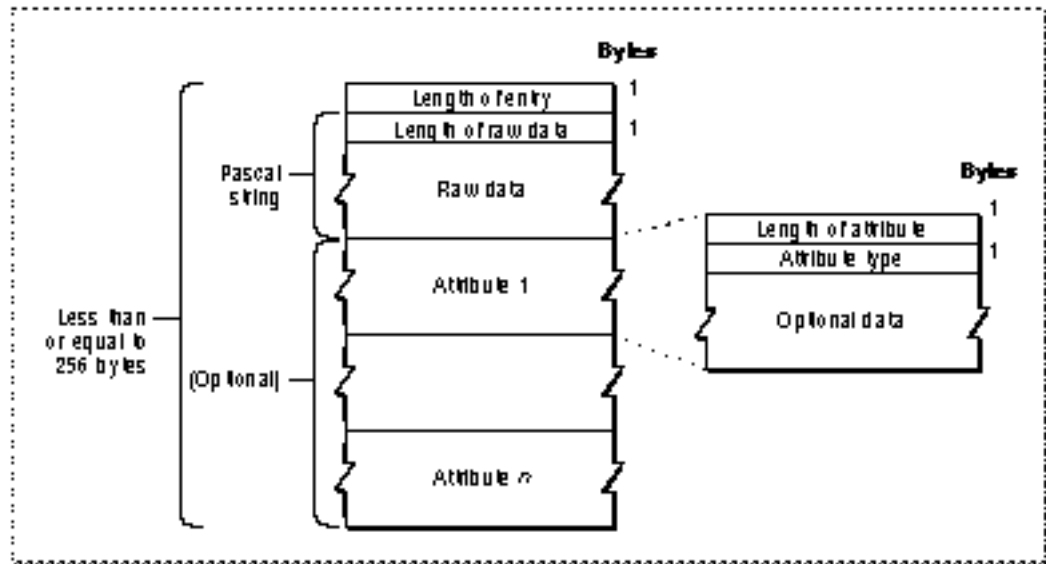 Bytes
Length of entry
1
Length of raw data
1
Pascal
string
Raw data
Bytes
1
Length of attribute
1
Attribute type
Attribute 1
Optional data
Less than
or equal to
256 bytes
(Optional)
Attribute n